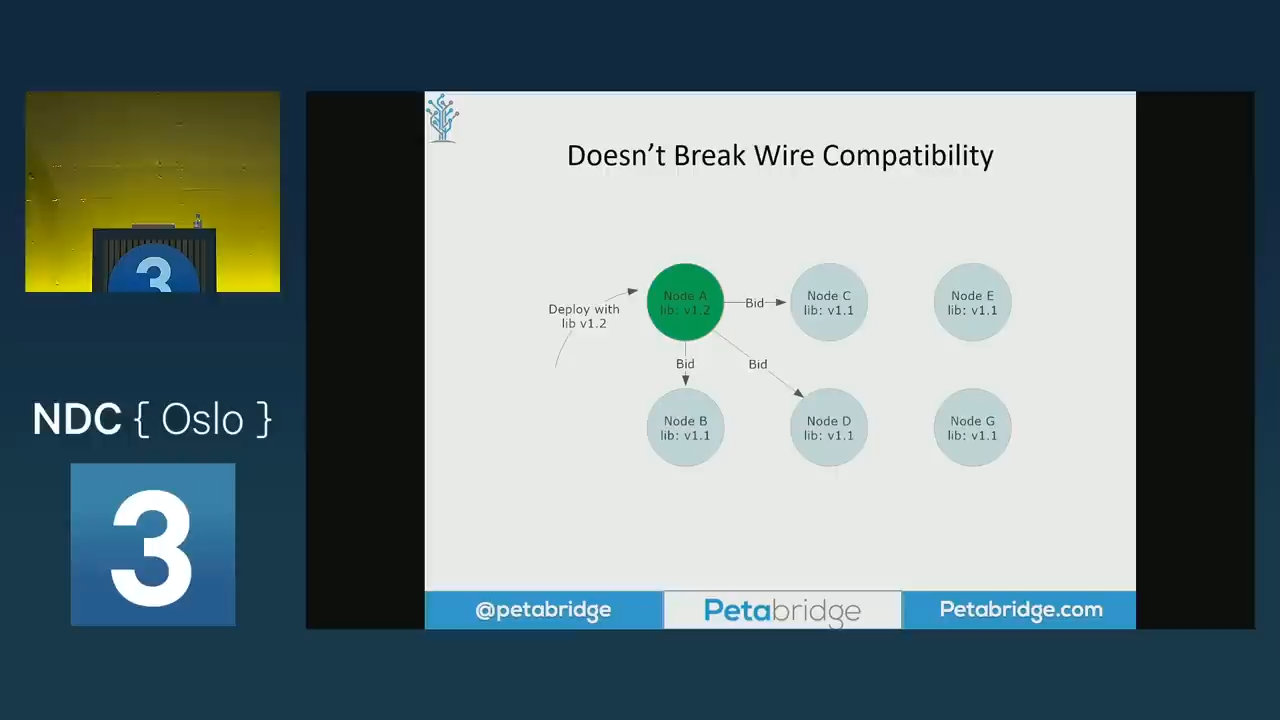 Doesn't Break Wire Compatibility
Deploy with
lib v1.2
Node A
lib: v1.2
Bid
Node C
lib: v1.1
Node E
lib: v1.1
Bid
Bid
Node B
lib: v1.1
Node D
lib: v1.1
Node G
lib: v1.1
@petabridge
Petabridge
Petabridge.com
3
NDC { Oslo }
3